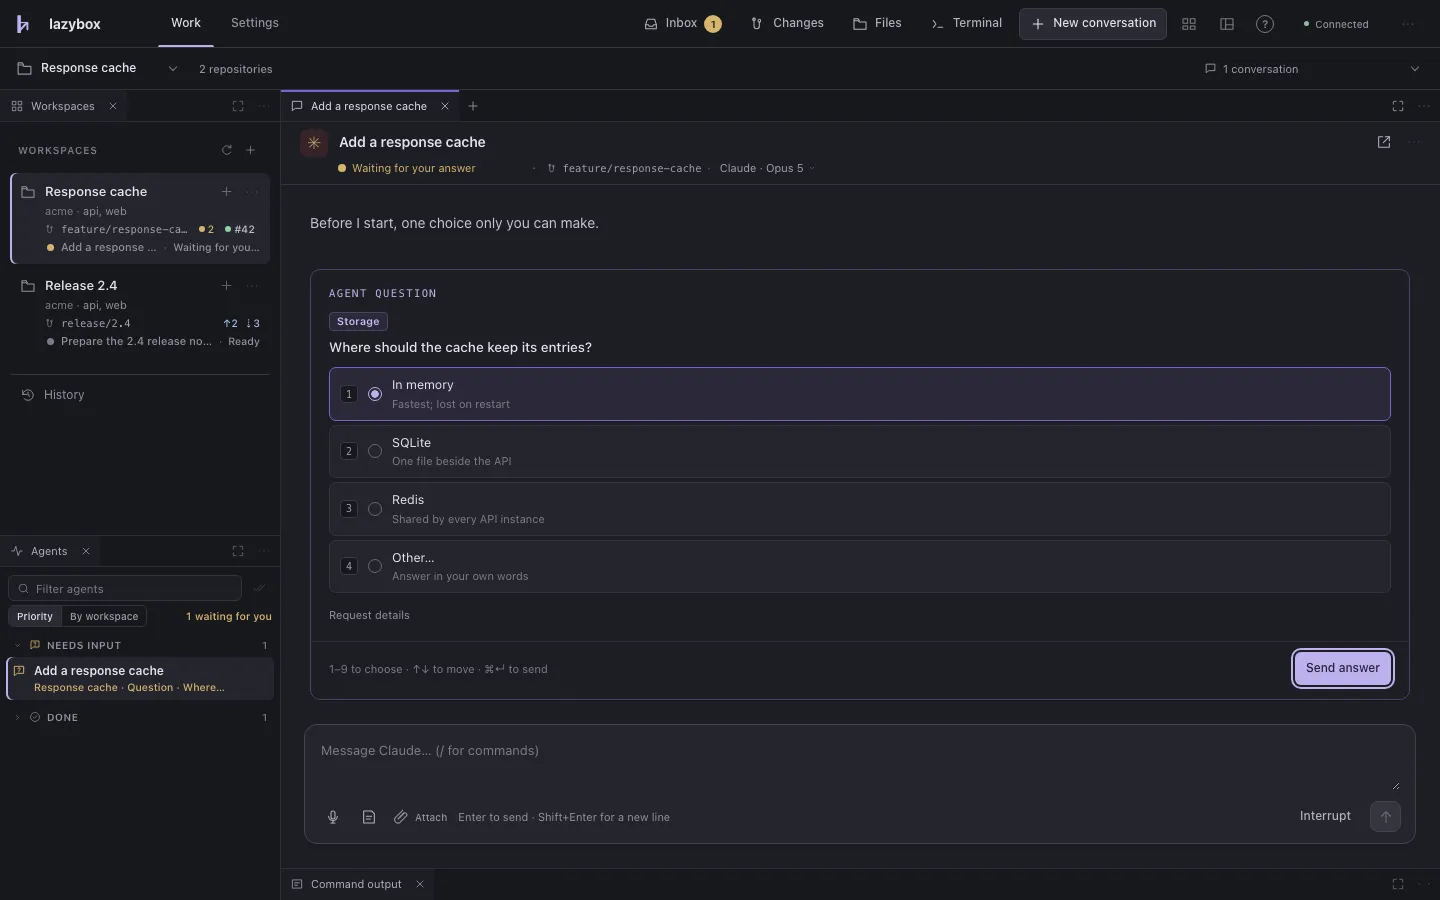 lazybox
Work
Settings
Inbox 1
Changes
Files
Terminal
New conversation
?
Connected
Response cache
2 repositories
1 conversation
Workspaces
WORKSPACES
Response cache
acme · api, web
feature/response-ca… 2 #42
Add a response … · Waiting for you…
Release 2.4
acme · api, web
release/2.4 ↑2 ↓3
Prepare the 2.4 release no… · Ready
History
Agents
Filter agents
Priority
By workspace
1 waiting for you
NEEDS INPUT 1
Add a response cache
Response cache · Question · Where…
DONE 1
Add a response cache
Add a response cache
Waiting for your answer · feature/response-cache · Claude · Opus 5
Before I start, one choice only you can make.
AGENT QUESTION
Storage
Where should the cache keep its entries?
1 In memory
Fastest; lost on restart
2 SQLite
One file beside the API
3 Redis
Shared by every API instance
4 Other…
Answer in your own words
Request details
1–9 to choose · ↑↓ to move · ⌘↵ to send
Send answer
Message Claude… (/ for commands)
Attach
Enter to send · Shift+Enter for a new line
Interrupt
Command output